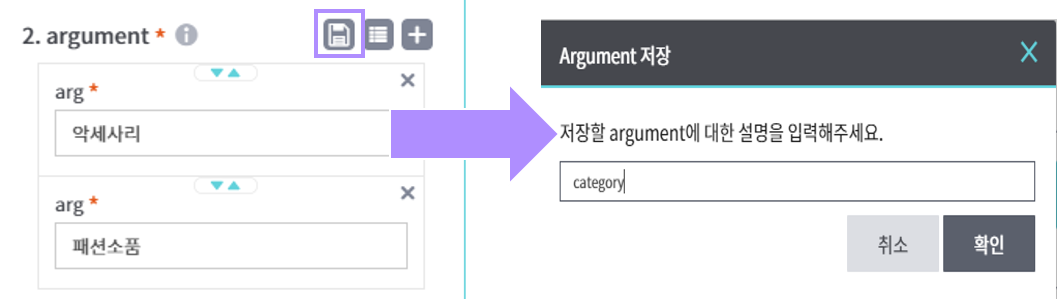 2. argument *
arg *
악세사리
arg *
패션소품
Argument 저장
저장할 argument에 대한 설명을 입력해주세요.
category
취소
확인